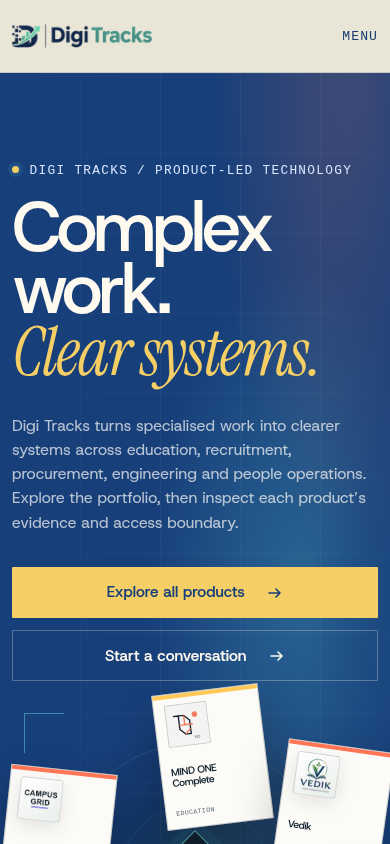 Digi Tracks
MENU
DIGI TRACKS / PRODUCT-LED TECHNOLOGY
Complex
work.
Clear systems.
Digi Tracks turns specialised work into clearer
systems across education, recruitment,
procurement, engineering and people operations.
Explore the portfolio, then inspect each product's
evidence and access boundary.
Explore all products →
Start a conversation →
MIND ONE
Complete
EDUCATION
CAMPUS
GRID
VEDIK
Vedik